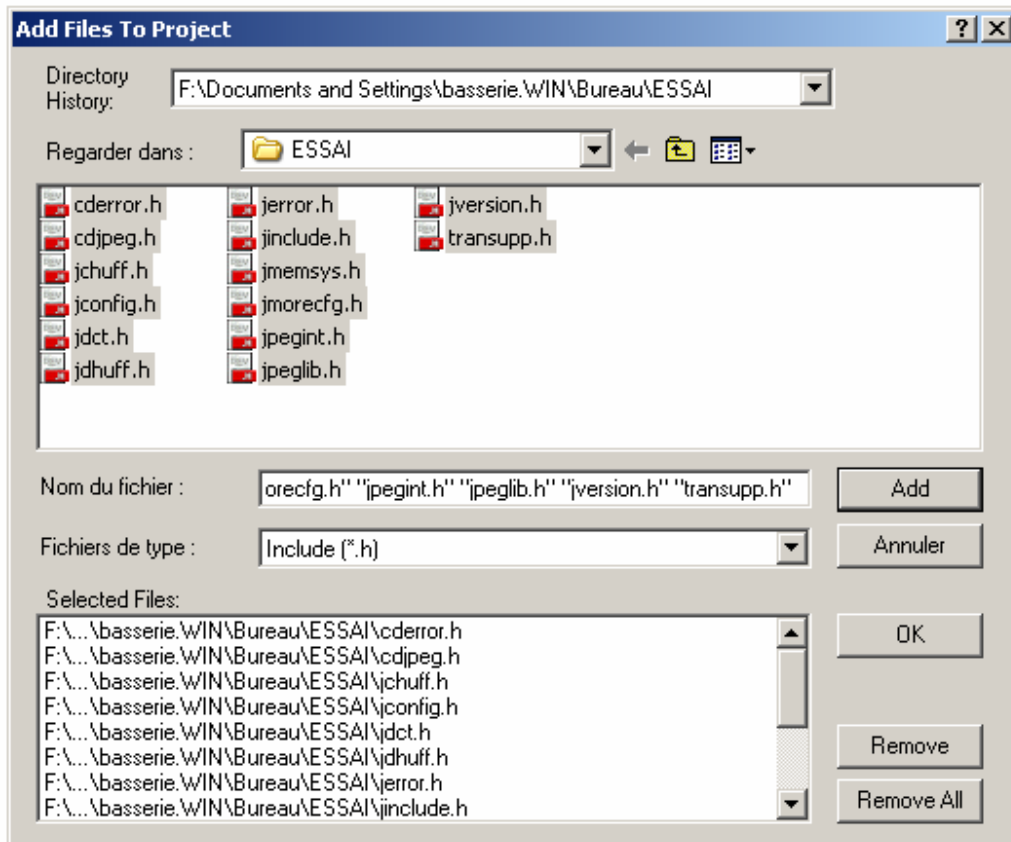 Add Files To Project
Directory
History:
F:\Documents and Settings\basserie.WIN\Bureau\ESSAI
Regarder dans :
ESSAI
cderror.h
cdjpeg.h
jchuff.h
jconfig.h
jdct.h
jdhuff.h
jerror.h
jinclude.h
jmemsys.h
jmorecfg.h
jpegint.h
jpeglib.h
jversion.h
transupp.h
Nom du fichier :
orecfg.h" "jpegint.h" "jpeglib.h" "jversion.h" "transupp.h"
Add
Fichiers de type :
Include (*.h)
Annuler
Selected Files:
F:\...\basserie.WIN\Bureau\ESSAI\cderror.h
F:\...\basserie.WIN\Bureau\ESSAI\cdjpeg.h
F:\...\basserie.WIN\Bureau\ESSAI\jchuff.h
F:\...\basserie.WIN\Bureau\ESSAI\jconfig.h
F:\...\basserie.WIN\Bureau\ESSAI\jdct.h
F:\...\basserie.WIN\Bureau\ESSAI\jdhuff.h
F:\...\basserie.WIN\Bureau\ESSAI\jerror.h
F:\...\basserie.WIN\Bureau\ESSAI\jinclude.h
OK
Remove
Remove All